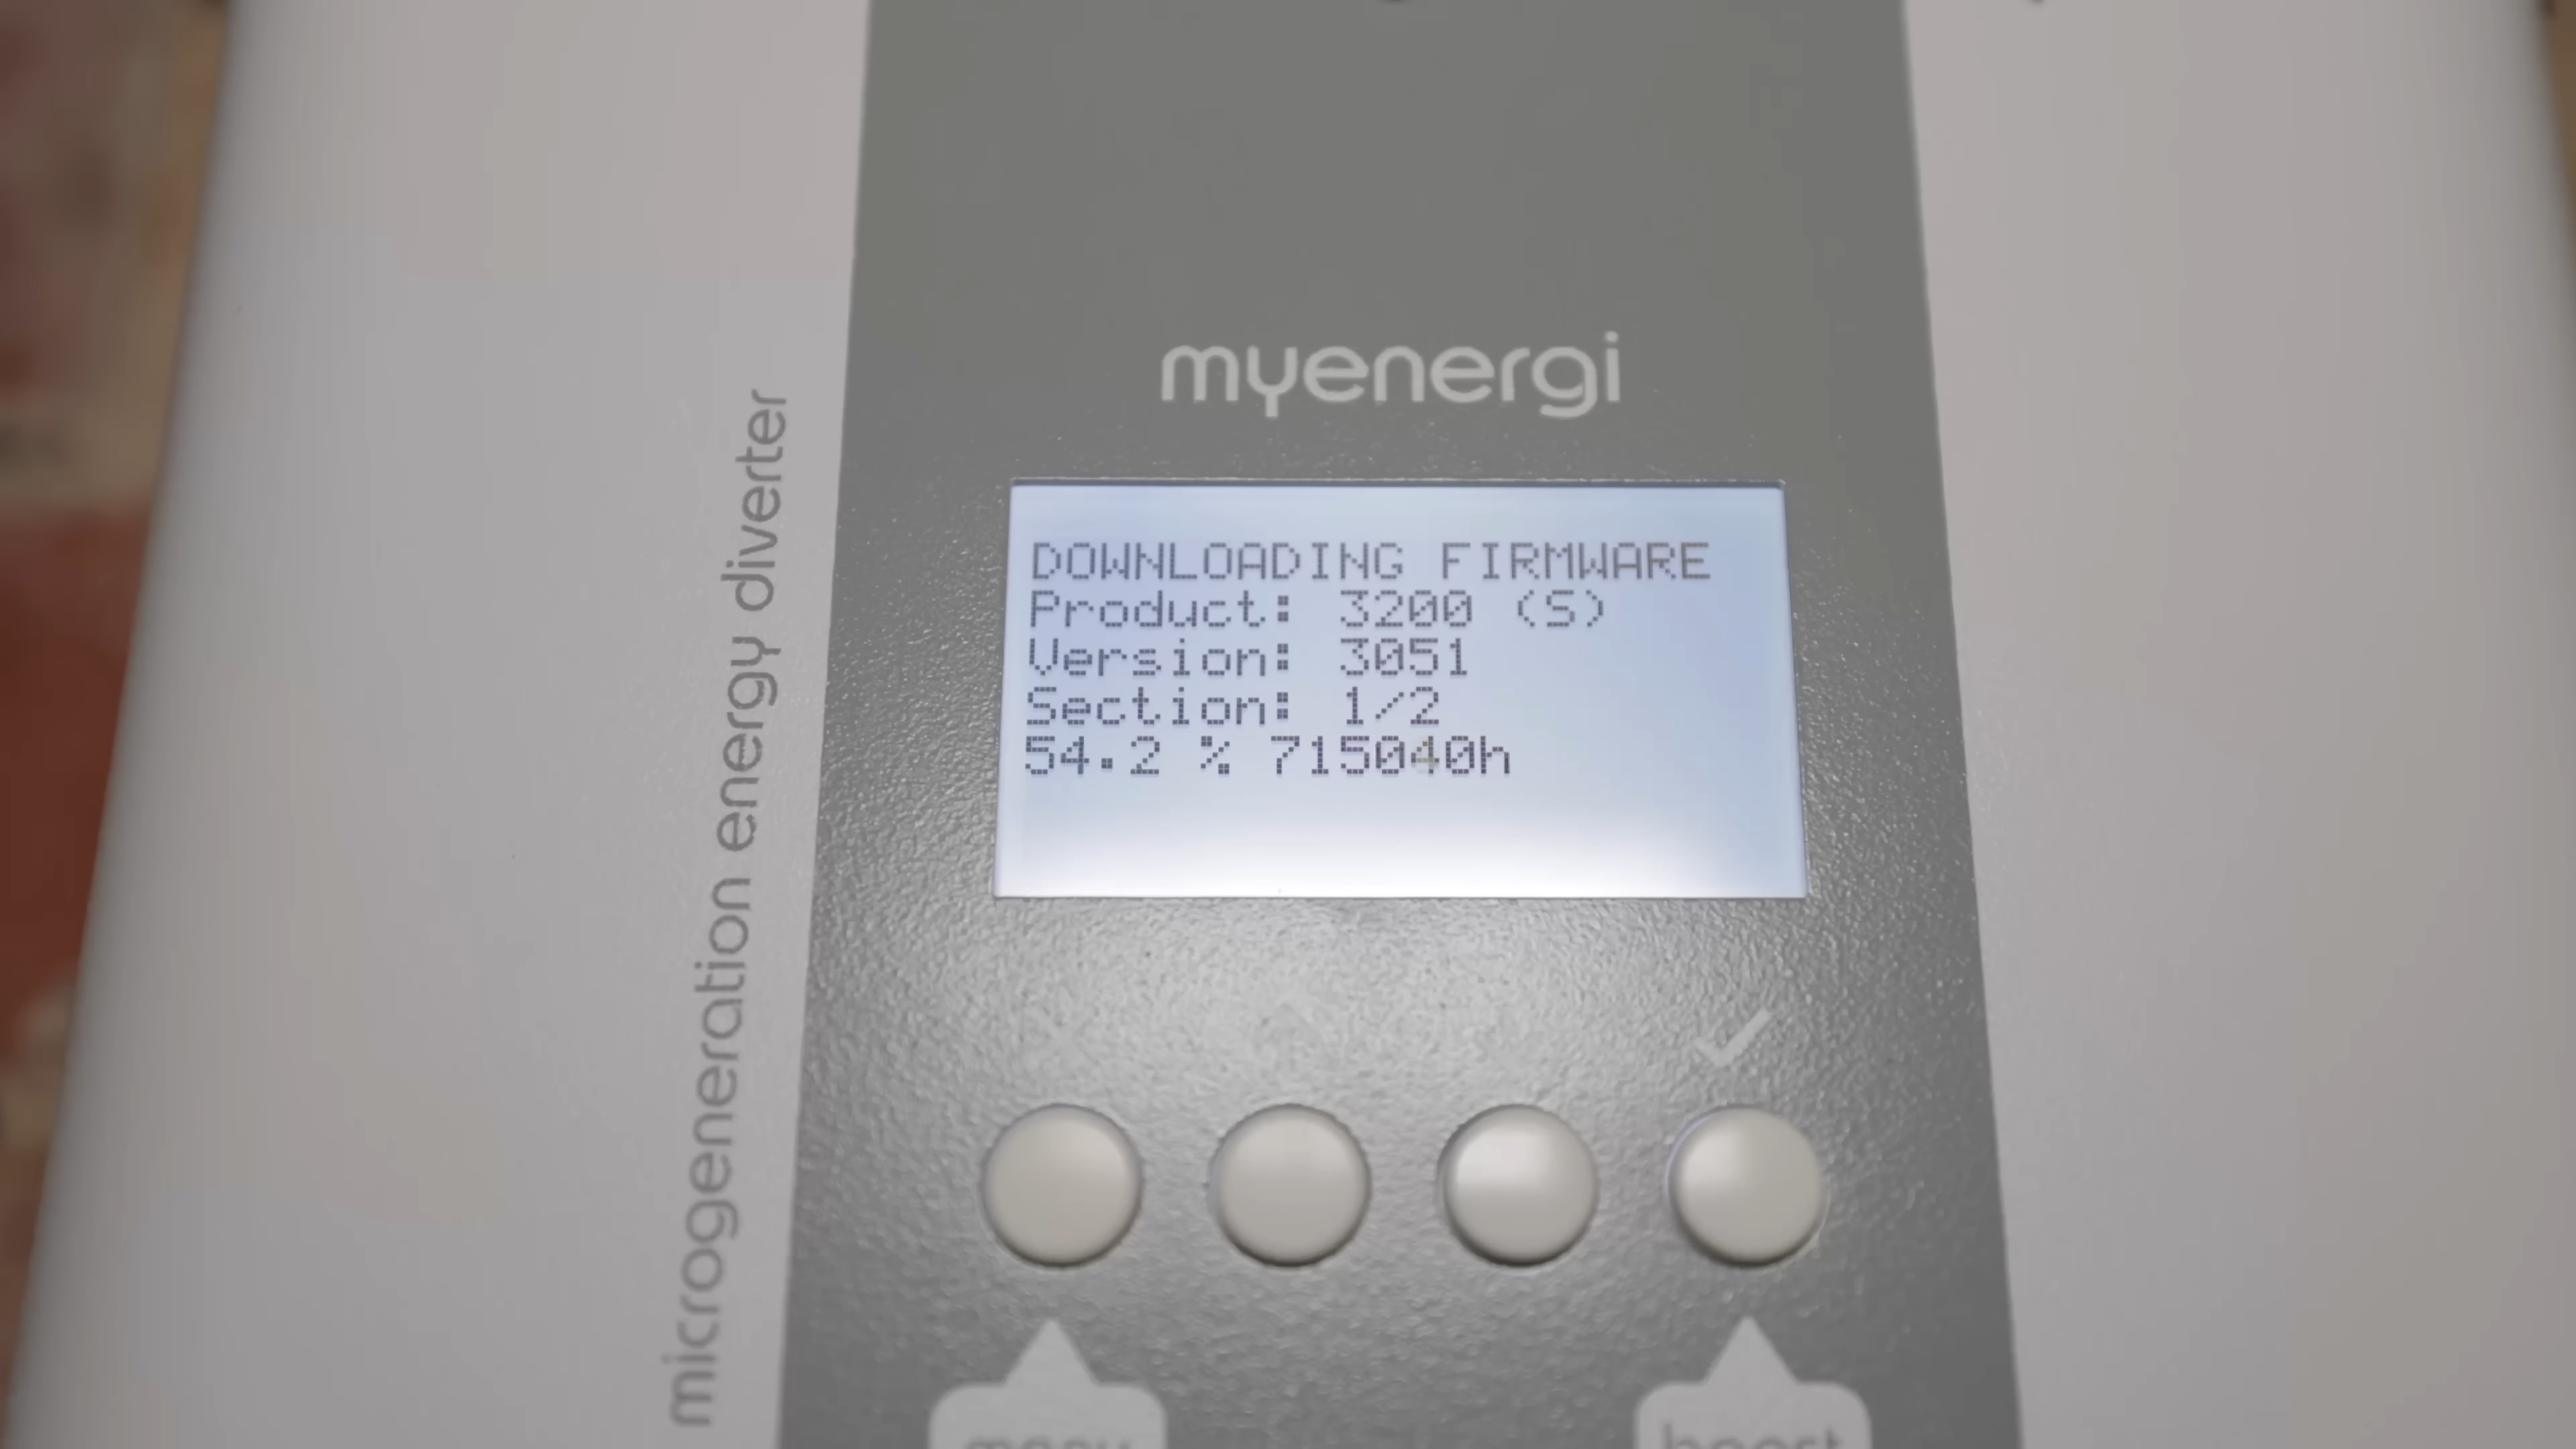 myenergi
DOWNLOADING FIRMWARE
Product: 3200 (S)
Version: 3051
Section: 1/2
54.2 % 715040h
microgeneration energy diverter